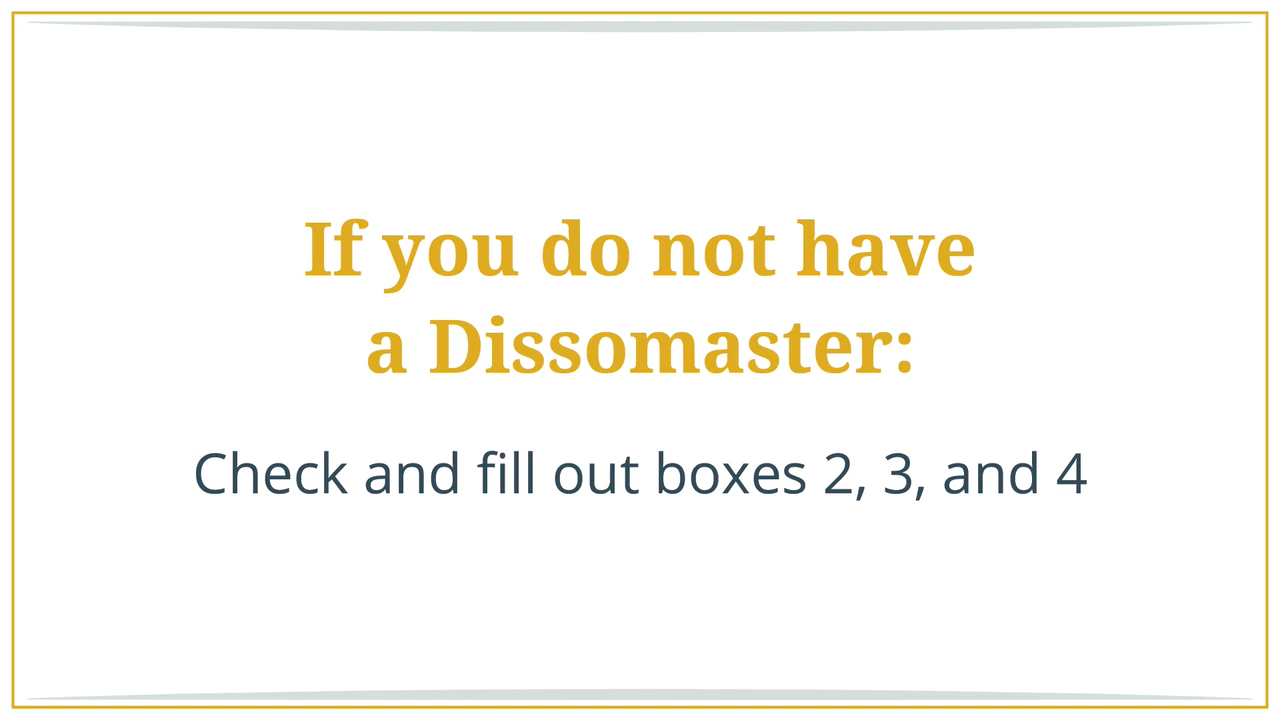 If you do not have
a Dissomaster:
Check and fill out boxes 2, 3, and 4